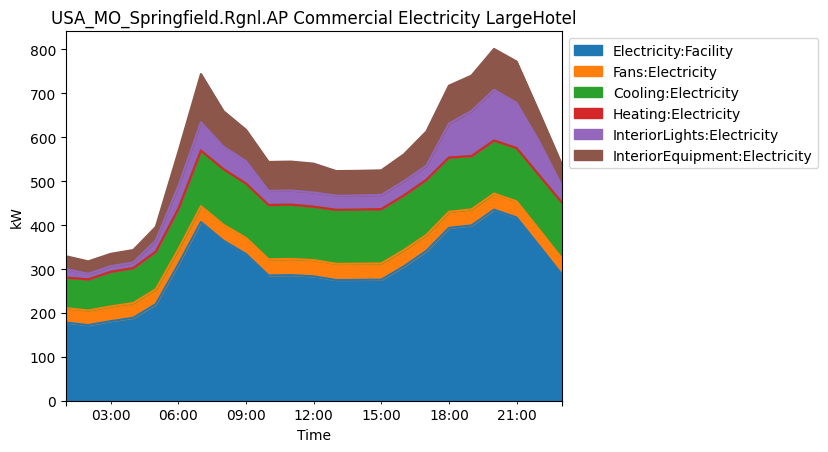 USA_MO_Springfield.Rgnl.AP Commercial Electricity LargeHotel
800
700
600
500
400
300
200
100
0
kW
03:00 06:00 09:00 12:00 15:00 18:00 21:00
Time
Electricity:Facility
Fans:Electricity
Cooling:Electricity
Heating:Electricity
InteriorLights:Electricity
InteriorEquipment:Electricity